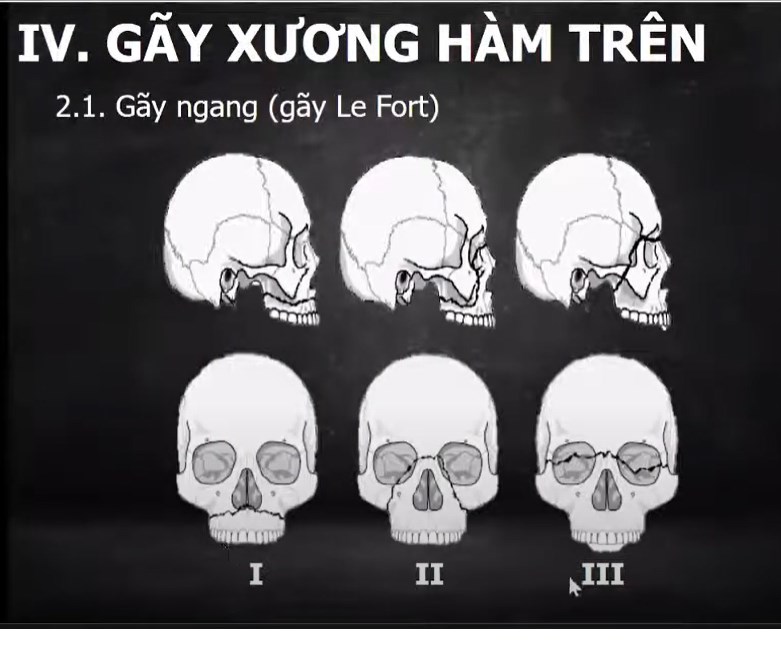 IV. GÃY XƯƠNG HÀM TRÊN
2.1. Gãy ngang (gãy Le Fort)
I
II
III